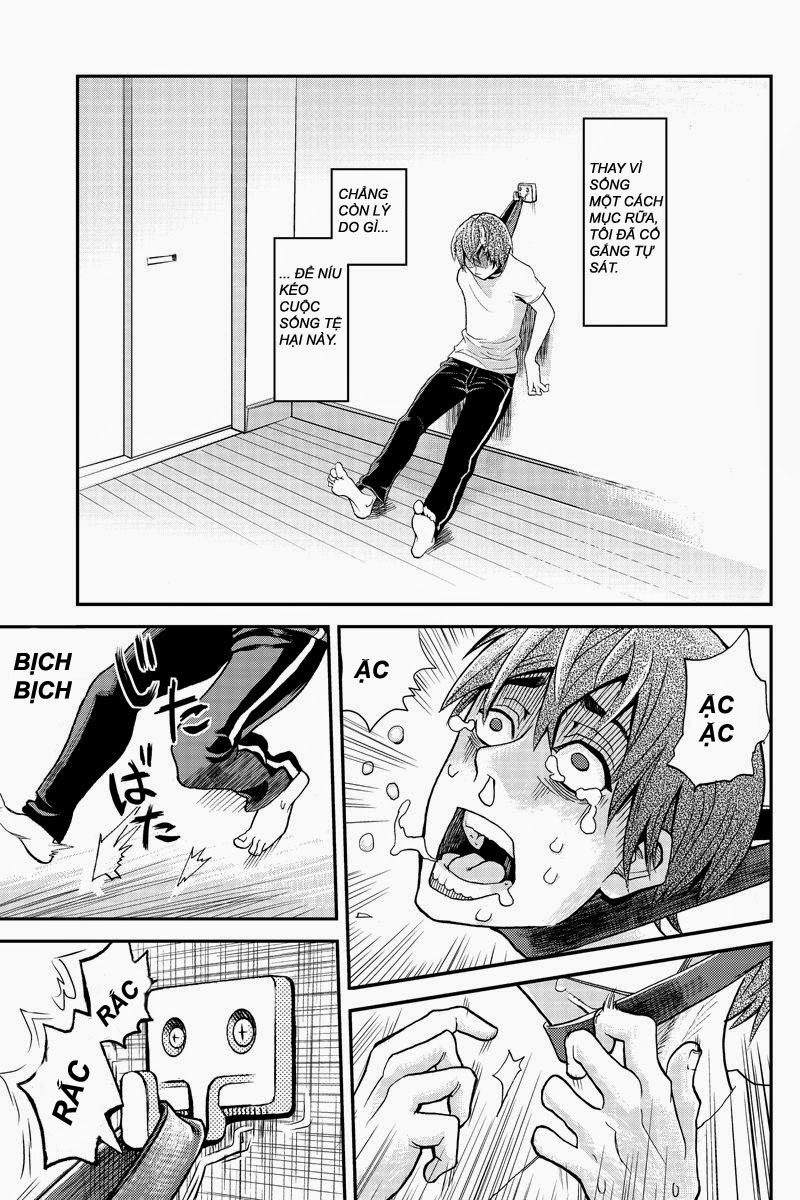 THAY VÌ
SỐNG
MỘT CÁCH
MỤC RỮA,
TÔI ĐÃ CỐ
GẮNG TỰ
SÁT.
CHẲNG
CÒN LÝ
DO GÌ...
... ĐỂ NÍU
KÉO
CUỘC
SỐNG TỆ
HẠI NÀY.
ẶC
ẶC
ẶC
BỊCH
BỊCH
じた
ばた
RẮC
RẮC